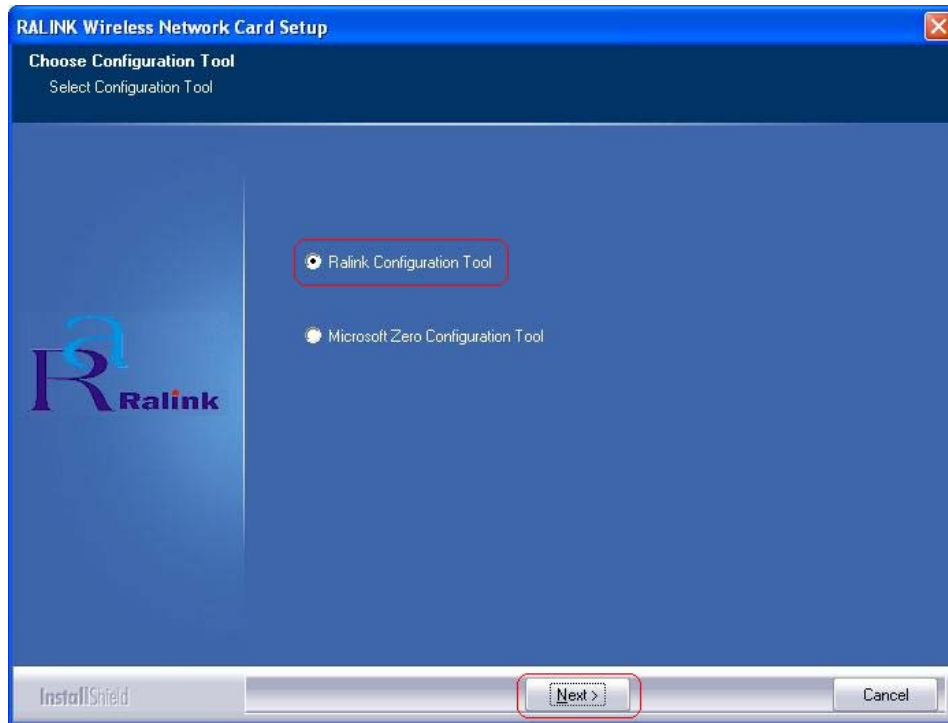 RALINK Wireless Network Card Setup
Choose Configuration Tool
Select Configuration Tool
Ralink Configuration Tool
Microsoft Zero Configuration Tool
Ra
Ralink
InstallShield
Next >
Cancel